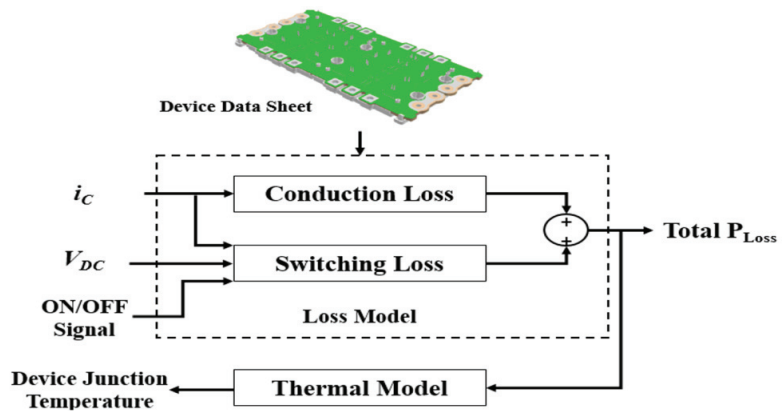 Device Data Sheet
i_C
Conduction Loss
+
+
Total P_Loss
V_DC
Switching Loss
ON/OFF
Signal
Loss Model
Device Junction
Temperature
Thermal Model